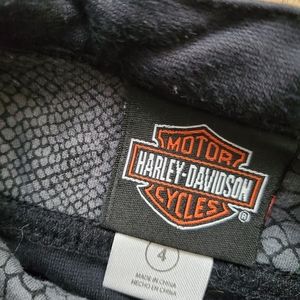 MOTOR
HARLEY-DAVIDSON
CYCLES
®
4
MADE IN CHINA
HECHO EN CHINA